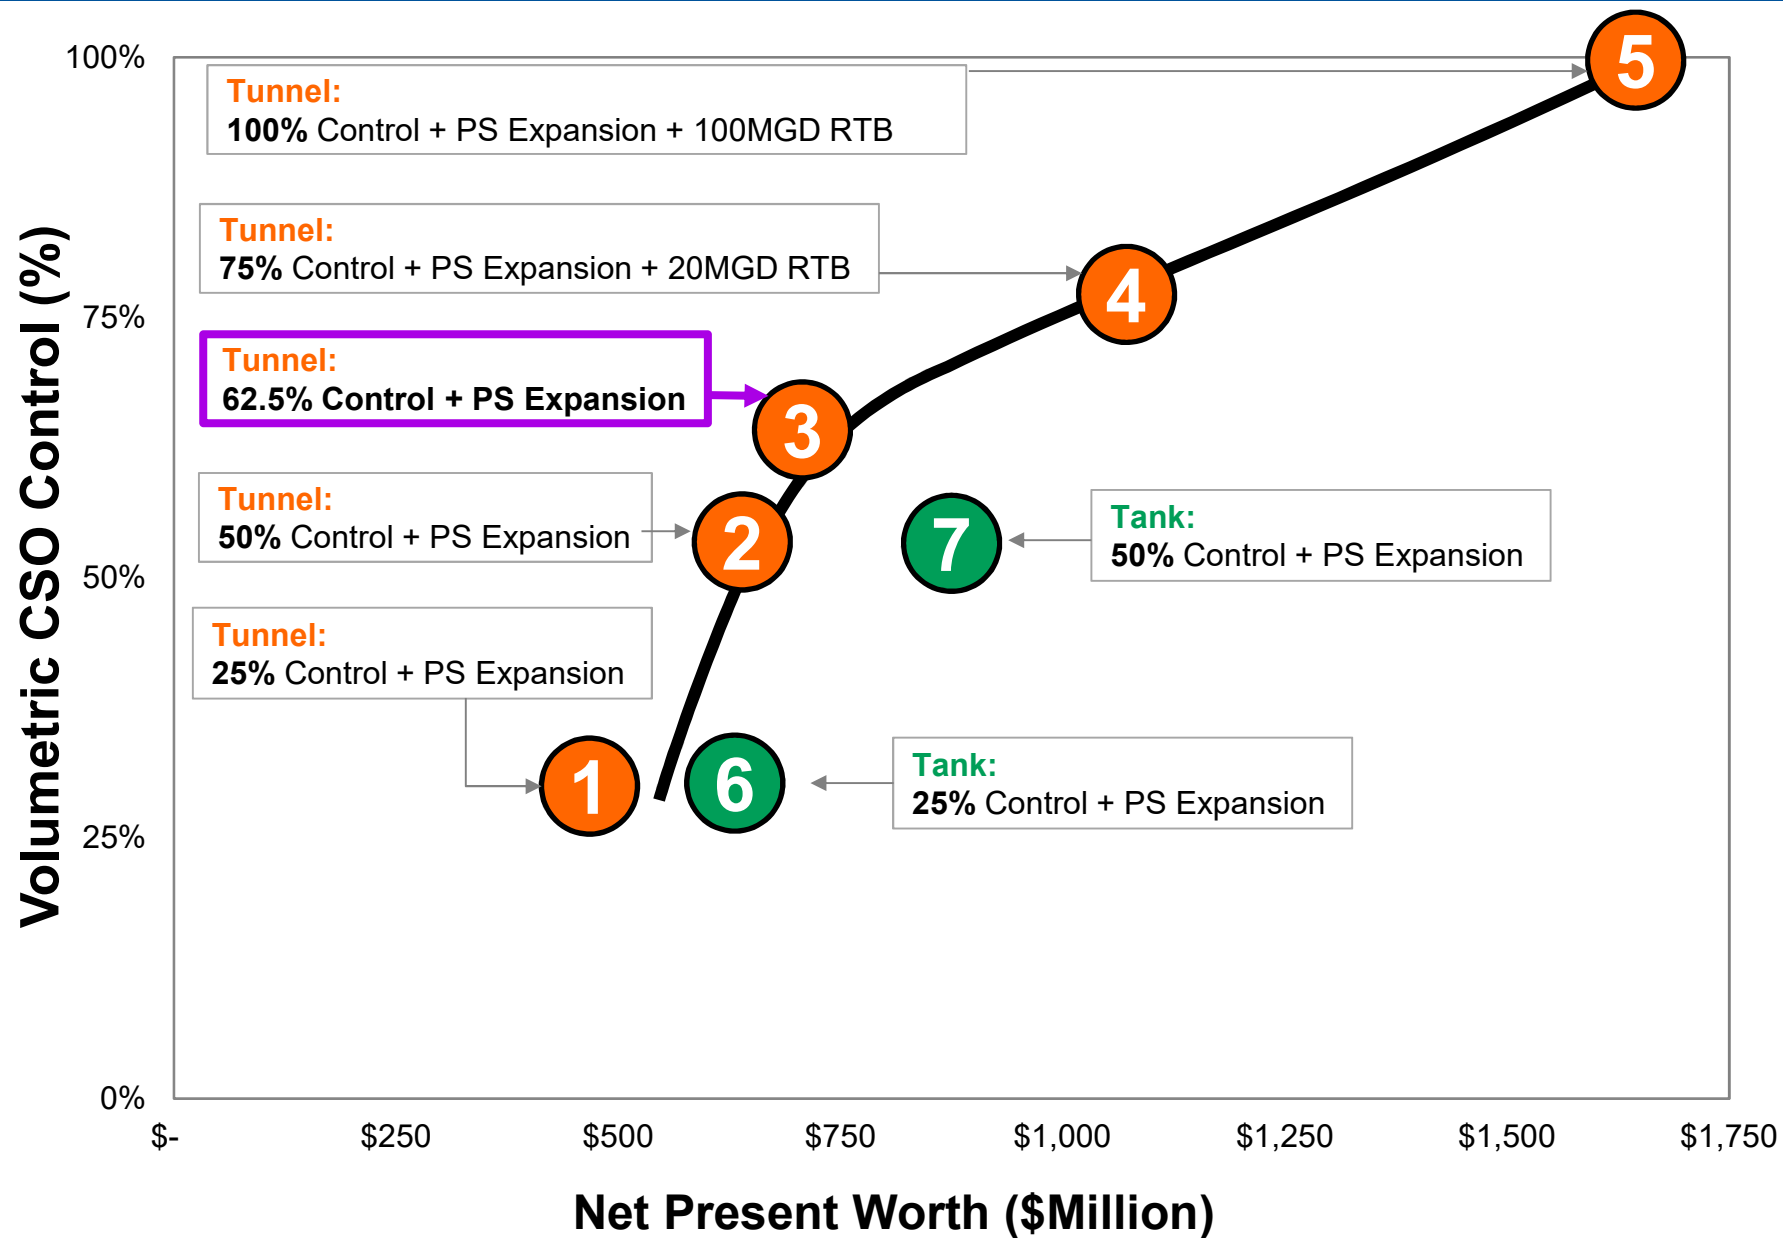 Volumetric CSO Control (%)
100%
75%
50%
25%
0%
Tunnel:
100% Control + PS Expansion + 100MGD RTB
5
Tunnel:
75% Control + PS Expansion + 20MGD RTB
4
Tunnel:
62.5% Control + PS Expansion
3
Tunnel:
50% Control + PS Expansion
2
7
Tank:
50% Control + PS Expansion
Tunnel:
25% Control + PS Expansion
1
6
Tank:
25% Control + PS Expansion
$-
$250
$500
$750
$1,000
$1,250
$1,500
$1,750
Net Present Worth ($Million)